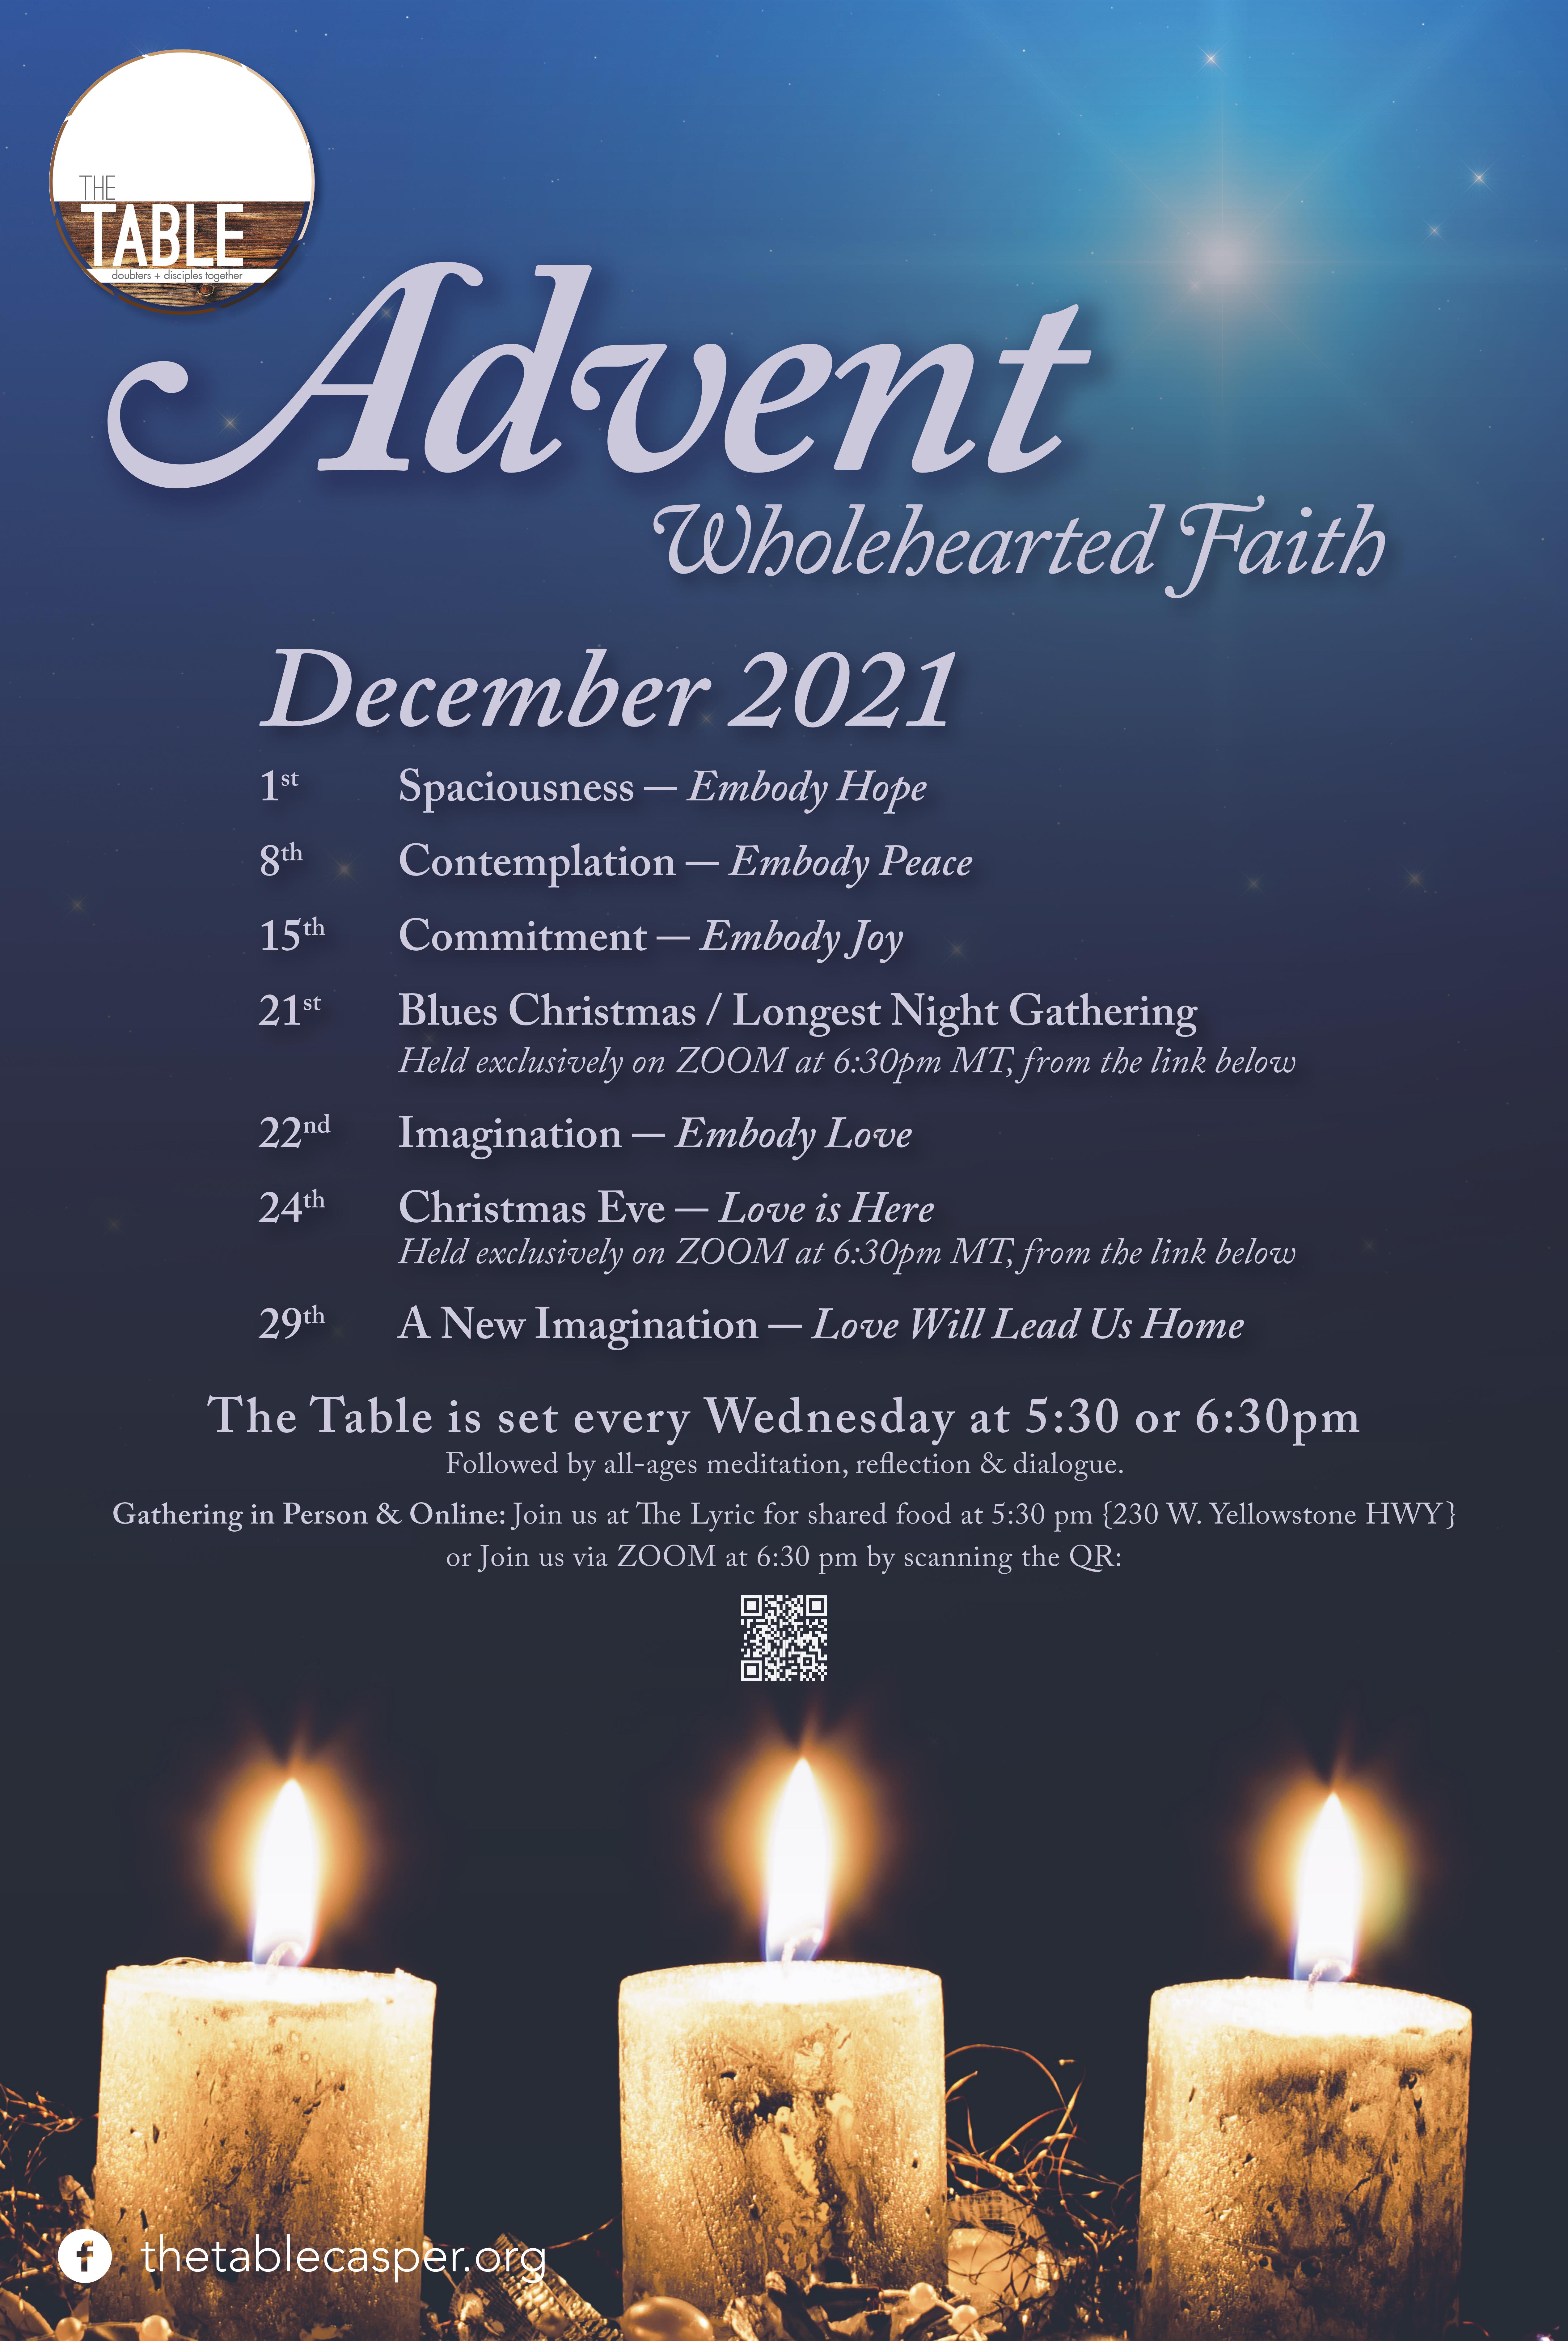 THE
TABLE
doubters + disciples together
Advent
Wholehearted Faith
December 2021
1st Spaciousness — Embody Hope
8th Contemplation — Embody Peace
15th Commitment — Embody Joy
21st Blues Christmas / Longest Night Gathering
Held exclusively on ZOOM at 6:30pm MT, from the link below
22nd Imagination — Embody Love
24th Christmas Eve — Love is Here
Held exclusively on ZOOM at 6:30pm MT, from the link below
29th A New Imagination — Love Will Lead Us Home
The Table is set every Wednesday at 5:30 or 6:30pm
Followed by all-ages meditation, reflection & dialogue.
Gathering in Person & Online: Join us at The Lyric for shared food at 5:30 pm {230 W. Yellowstone HWY}
or Join us via ZOOM at 6:30 pm by scanning the QR:
f thetablecasper.org